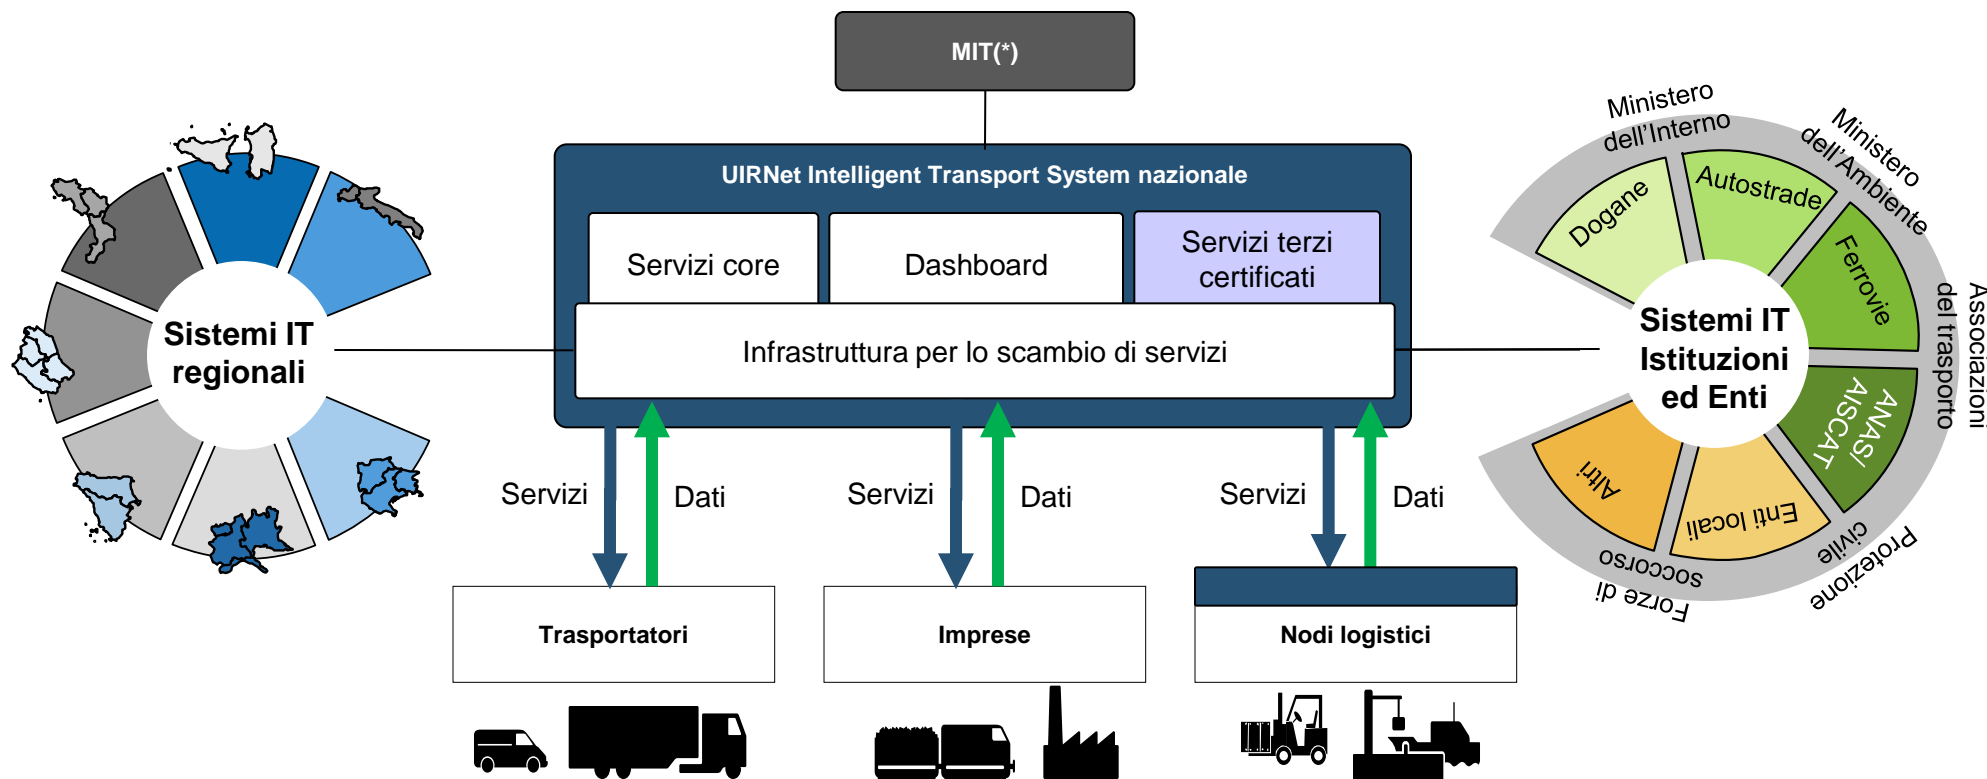 MIT(*)
UIRNet Intelligent Transport System nazionale
Servizi core
Dashboard
Servizi terzi
certificati
Infrastruttura per lo scambio di servizi
Sistemi IT
regionali
Servizi
Dati
Servizi
Dati
Servizi
Dati
Trasportatori
Imprese
Nodi logistici
Ministero
dell'Interno
Ministero
dell'Ambiente
Associazioni
del trasporto
Protezione
civile
Forze di
soccorso
Dogane
Autostrade
Ferrovie
ANAS/
AISCAT
Enti locali
Altri
Sistemi IT
Istituzioni
ed Enti